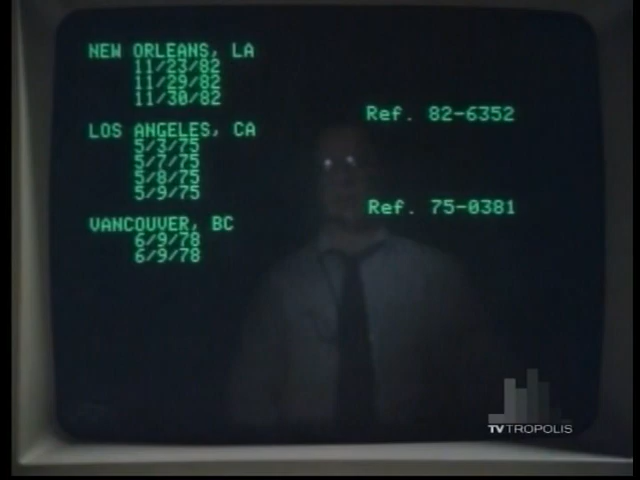 NEW ORLEANS, LA
11/23/82
11/29/82
11/30/82
Ref. 82-6352
LOS ANGELES, CA
5/3/75
5/7/75
5/8/75
5/9/75
Ref. 75-0381
VANCOUVER, BC
6/9/78
6/9/78
TVTROPOLIS